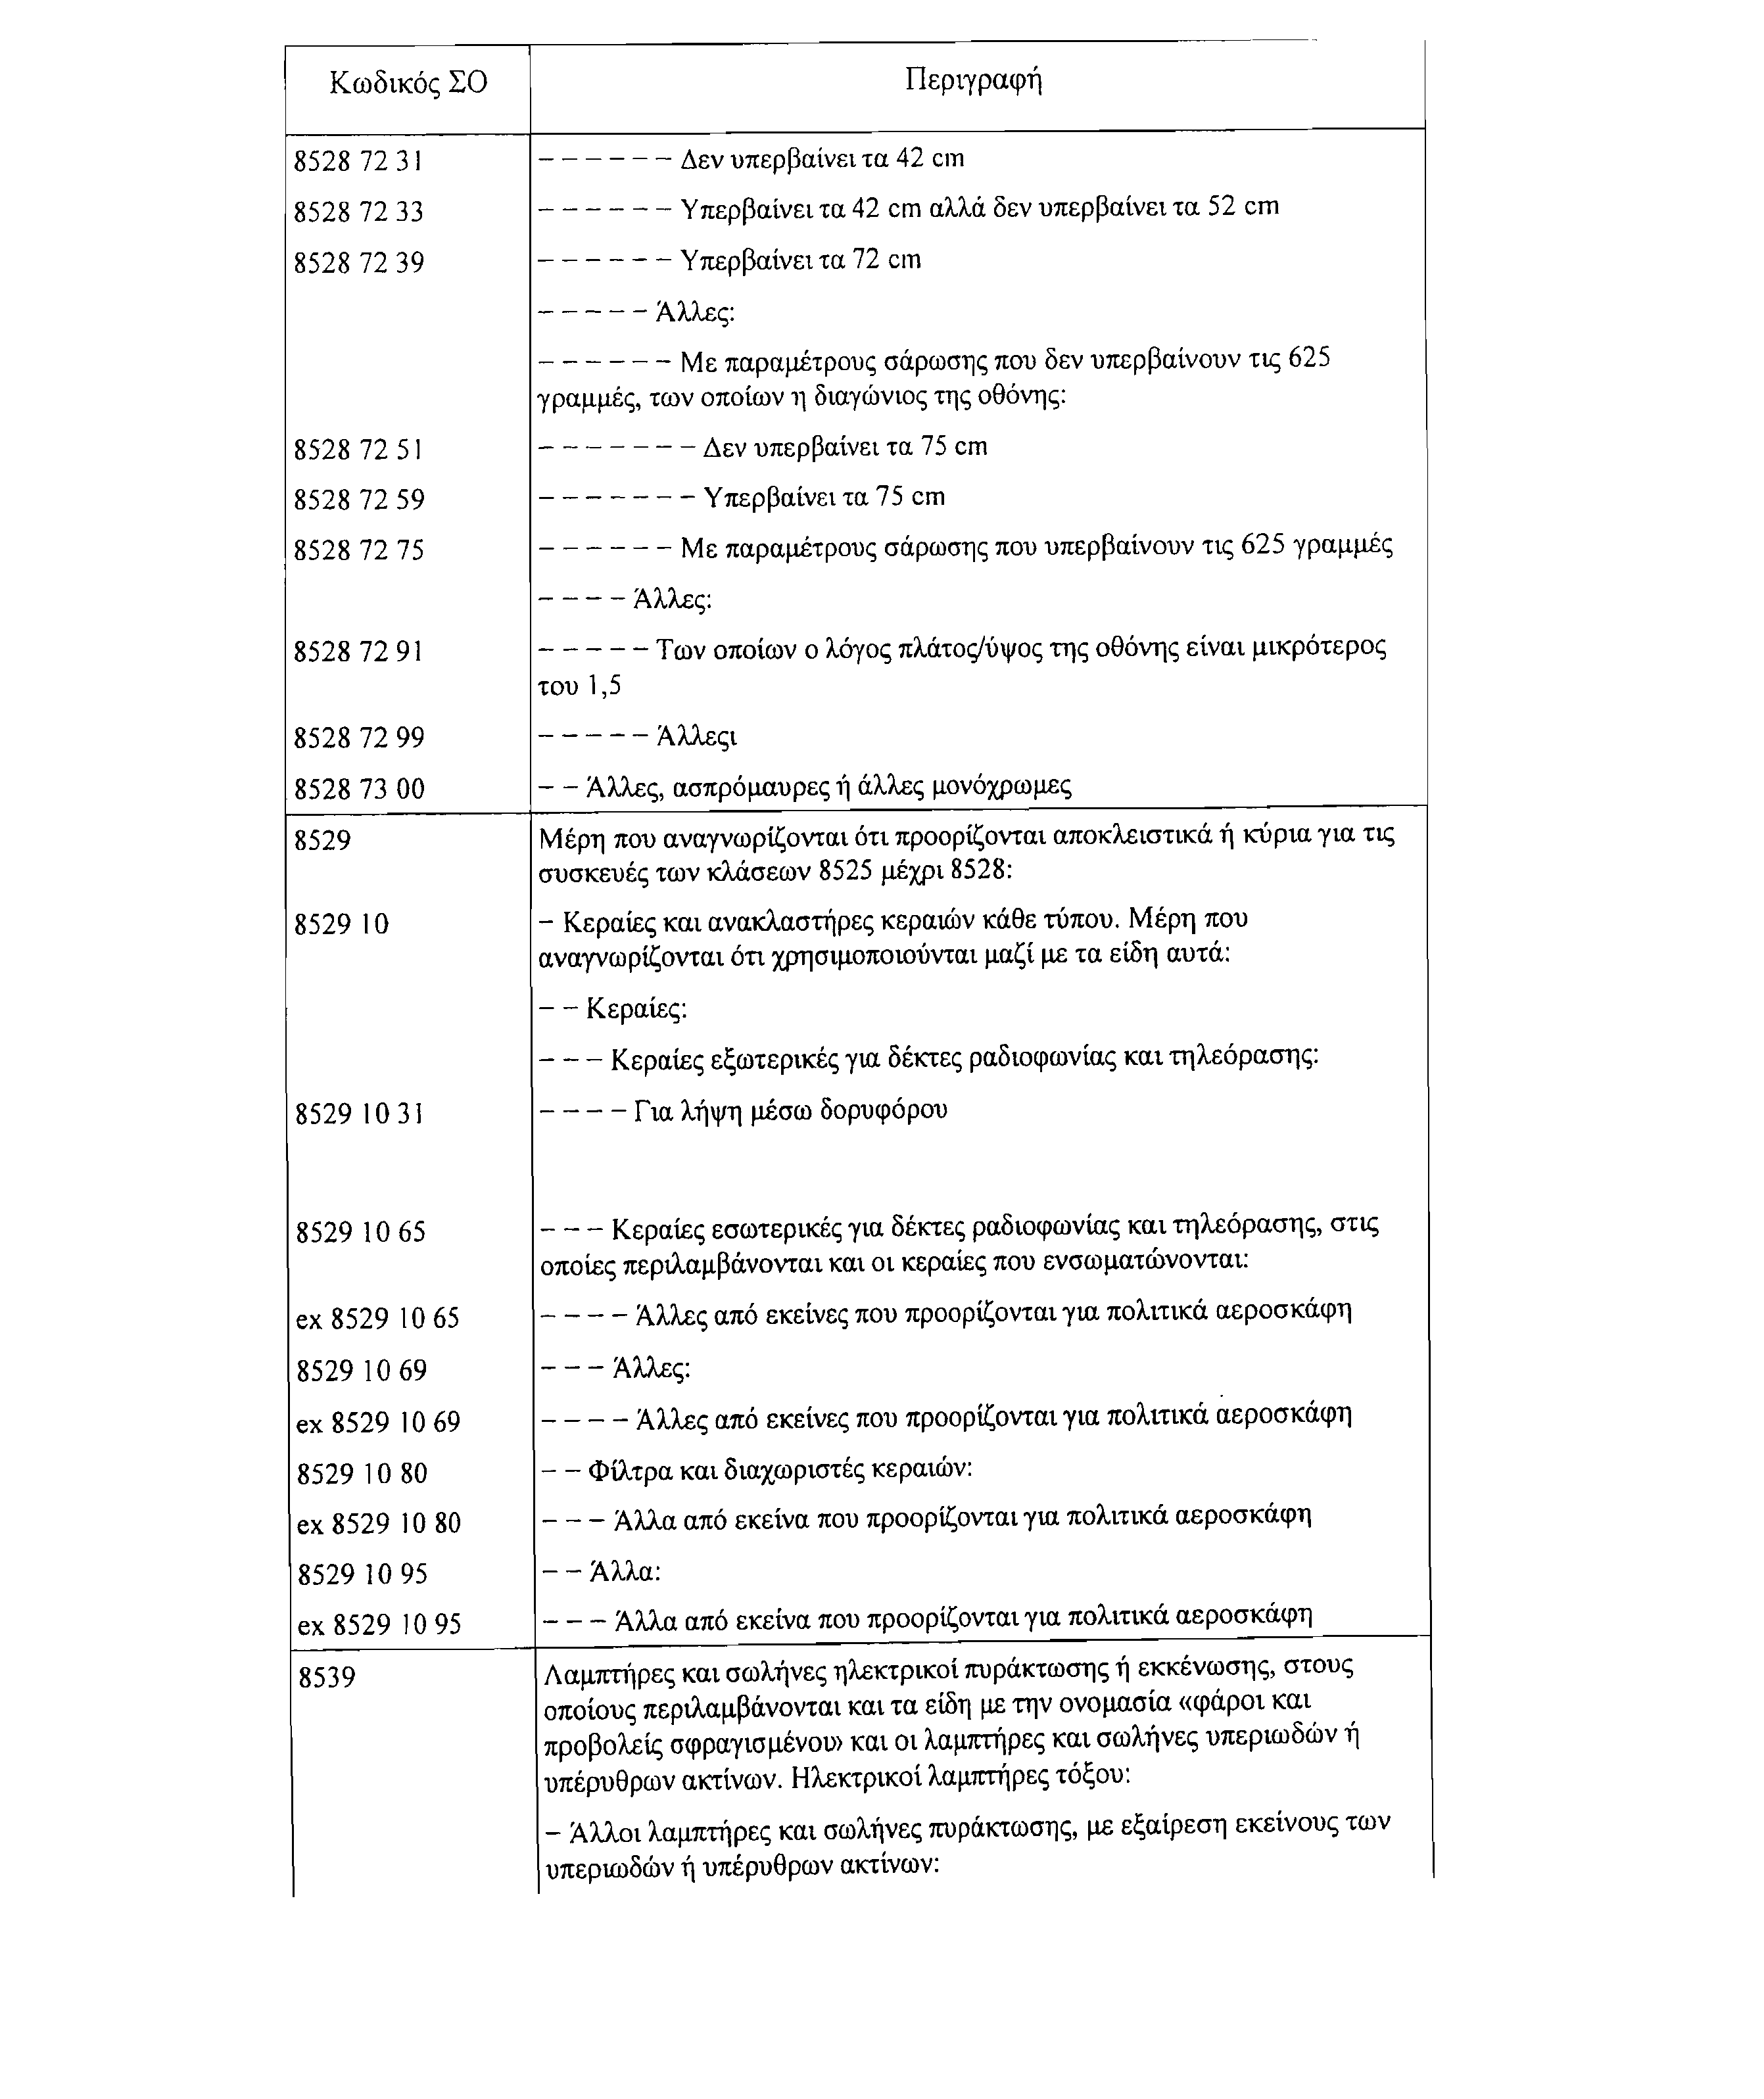 Κωδικός ΣΟ Περιγραφή
8528 72 31 – – – – – – Δεν υπερβαίνει τα 42 cm
8528 72 33 – – – – – – Υπερβαίνει τα 42 cm αλλά δεν υπερβαίνει τα 52 cm
8528 72 39 – – – – – – Υπερβαίνει τα 72 cm
– – – – – Άλλες:
– – – – – – Με παραμέτρους σάρωσης που δεν υπερβαίνουν τις 625
γραμμές, των οποίων η διαγώνιος της οθόνης:
8528 72 51 – – – – – – – Δεν υπερβαίνει τα 75 cm
8528 72 59 – – – – – – – Υπερβαίνει τα 75 cm
8528 72 75 – – – – – – Με παραμέτρους σάρωσης που υπερβαίνουν τις 625 γραμμές
– – – – Άλλες:
8528 72 91 – – – – – Των οποίων ο λόγος πλάτος/ύψος της οθόνης είναι μικρότερος
του 1,5
8528 72 99 – – – – – Άλλεςι
8528 73 00 – – Άλλες, ασπρόμαυρες ή άλλες μονόχρωμες
8529 Μέρη που αναγνωρίζονται ότι προορίζονται αποκλειστικά ή κύρια για τις
συσκευές των κλάσεων 8525 μέχρι 8528:
8529 10 – Κεραίες και ανακλαστήρες κεραιών κάθε τύπου. Μέρη που
αναγνωρίζονται ότι χρησιμοποιούνται μαζί με τα είδη αυτά:
– – Κεραίες:
– – – Κεραίες εξωτερικές για δέκτες ραδιοφωνίας και τηλεόρασης:
8529 10 31 – – – – Για λήψη μέσω δορυφόρου
8529 10 65 – – – Κεραίες εσωτερικές για δέκτες ραδιοφωνίας και τηλεόρασης, στις
οποίες περιλαμβάνονται και οι κεραίες που ενσωματώνονται:
ex 8529 10 65 – – – – Άλλες από εκείνες που προορίζονται για πολιτικά αεροσκάφη
8529 10 69 – – – Άλλες:
ex 8529 10 69 – – – – Άλλες από εκείνες που προορίζονται για πολιτικά αεροσκάφη
8529 10 80 – – Φίλτρα και διαχωριστές κεραιών:
ex 8529 10 80 – – – Άλλα από εκείνα που προορίζονται για πολιτικά αεροσκάφη
8529 10 95 – – Άλλα:
ex 8529 10 95 – – – Άλλα από εκείνα που προορίζονται για πολιτικά αεροσκάφη
8539 Λαμπτήρες και σωλήνες ηλεκτρικοί πυράκτωσης ή εκκένωσης, στους
οποίους περιλαμβάνονται και τα είδη με την ονομασία «φάροι και
προβολείς σφραγισμένου» και οι λαμπτήρες και σωλήνες υπεριωδών ή
υπέρυθρων ακτίνων. Ηλεκτρικοί λαμπτήρες τόξου:
– Άλλοι λαμπτήρες και σωλήνες πυράκτωσης, με εξαίρεση εκείνους των
υπεριωδών ή υπέρυθρων ακτίνων: